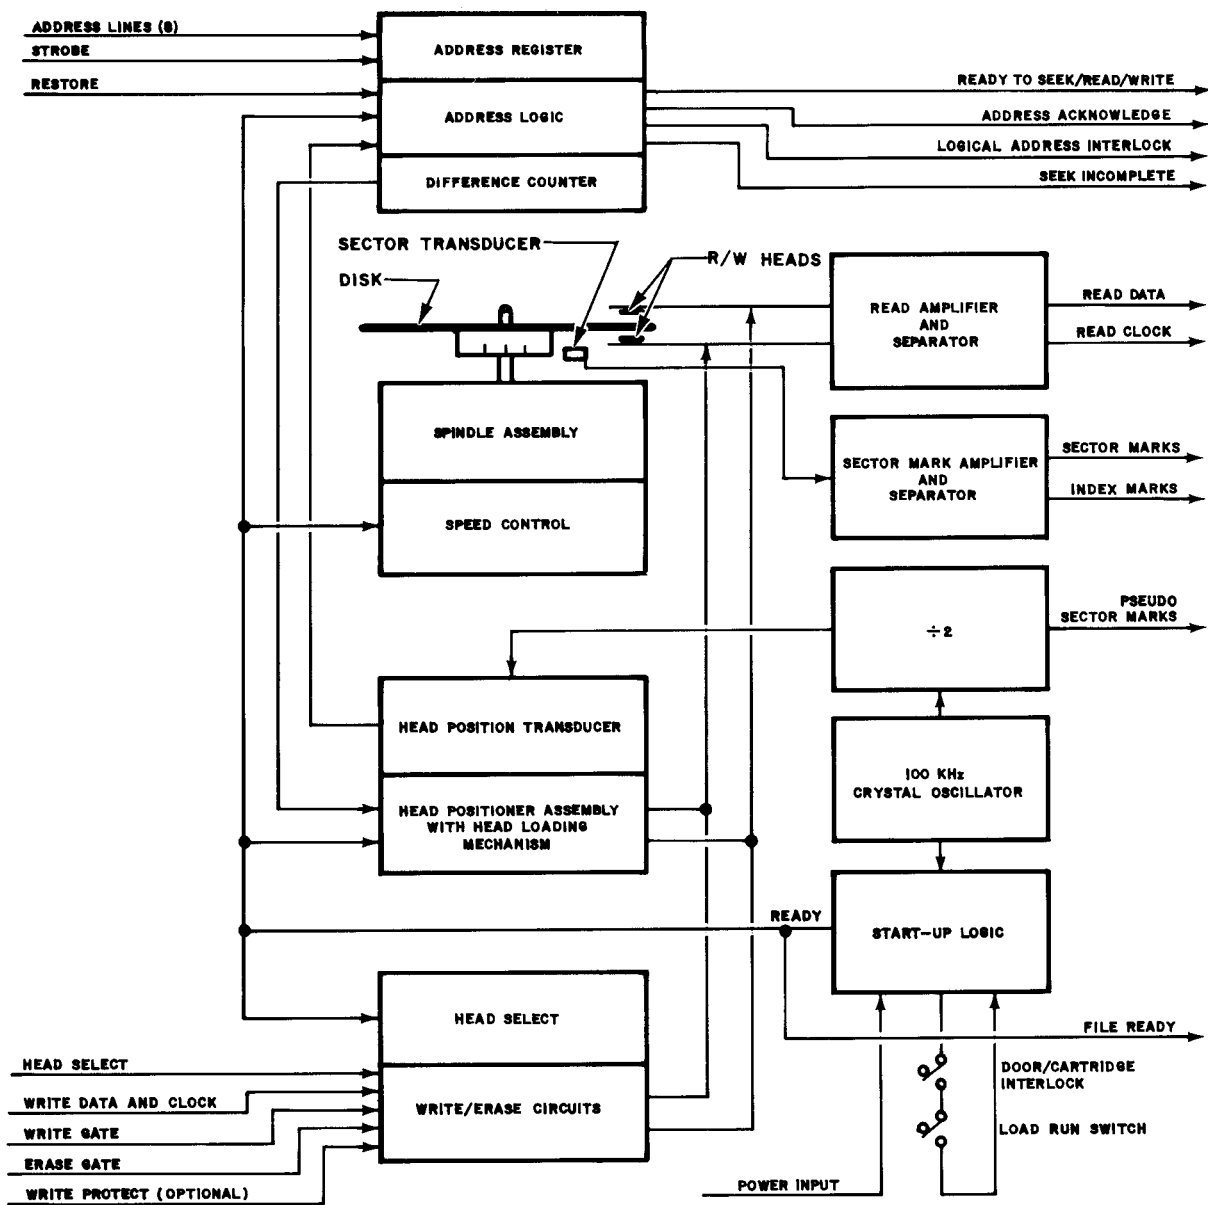 ADDRESS LINES (8)
STROBE
RESTORE
ADDRESS REGISTER
ADDRESS LOGIC
DIFFERENCE COUNTER
READY TO SEEK/READ/WRITE
ADDRESS ACKNOWLEDGE
LOGICAL ADDRESS INTERLOCK
SEEK INCOMPLETE
SECTOR TRANSDUCER
DISK
R/W HEADS
READ AMPLIFIER
AND
SEPARATOR
READ DATA
READ CLOCK
SPINDLE ASSEMBLY
SPEED CONTROL
SECTOR MARK AMPLIFIER
AND
SEPARATOR
SECTOR MARKS
INDEX MARKS
÷2
PSEUDO
SECTOR MARKS
HEAD POSITION TRANSDUCER
HEAD POSITIONER ASSEMBLY
WITH HEAD LOADING
MECHANISM
100 KHz
CRYSTAL OSCILLATOR
READY
START-UP LOGIC
FILE READY
HEAD SELECT
WRITE/ERASE CIRCUITS
HEAD SELECT
WRITE DATA AND CLOCK
WRITE GATE
ERASE GATE
WRITE PROTECT (OPTIONAL)
DOOR/CARTRIDGE
INTERLOCK
LOAD RUN SWITCH
POWER INPUT